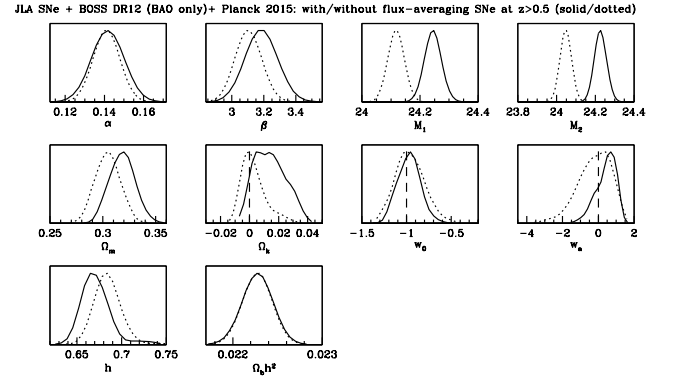 JLA SNe + BOSS DR12 (BAO only)+ Planck 2015: with/without flux-averaging SNe at z>0.5 (solid/dotted)
0.12 0.14 0.16
α
3 3.2 3.4
β
24 24.2 24.4
M₁
23.8 24 24.2 24.4
M₂
0.25 0.3 0.35
Ωₘ
-0.02 0 0.02 0.04
Ωₖ
-1.5 -1 -0.5
w₀
-4 -2 0 2
wₐ
0.65 0.7 0.75
h
0.022 0.023
Ω_b h²